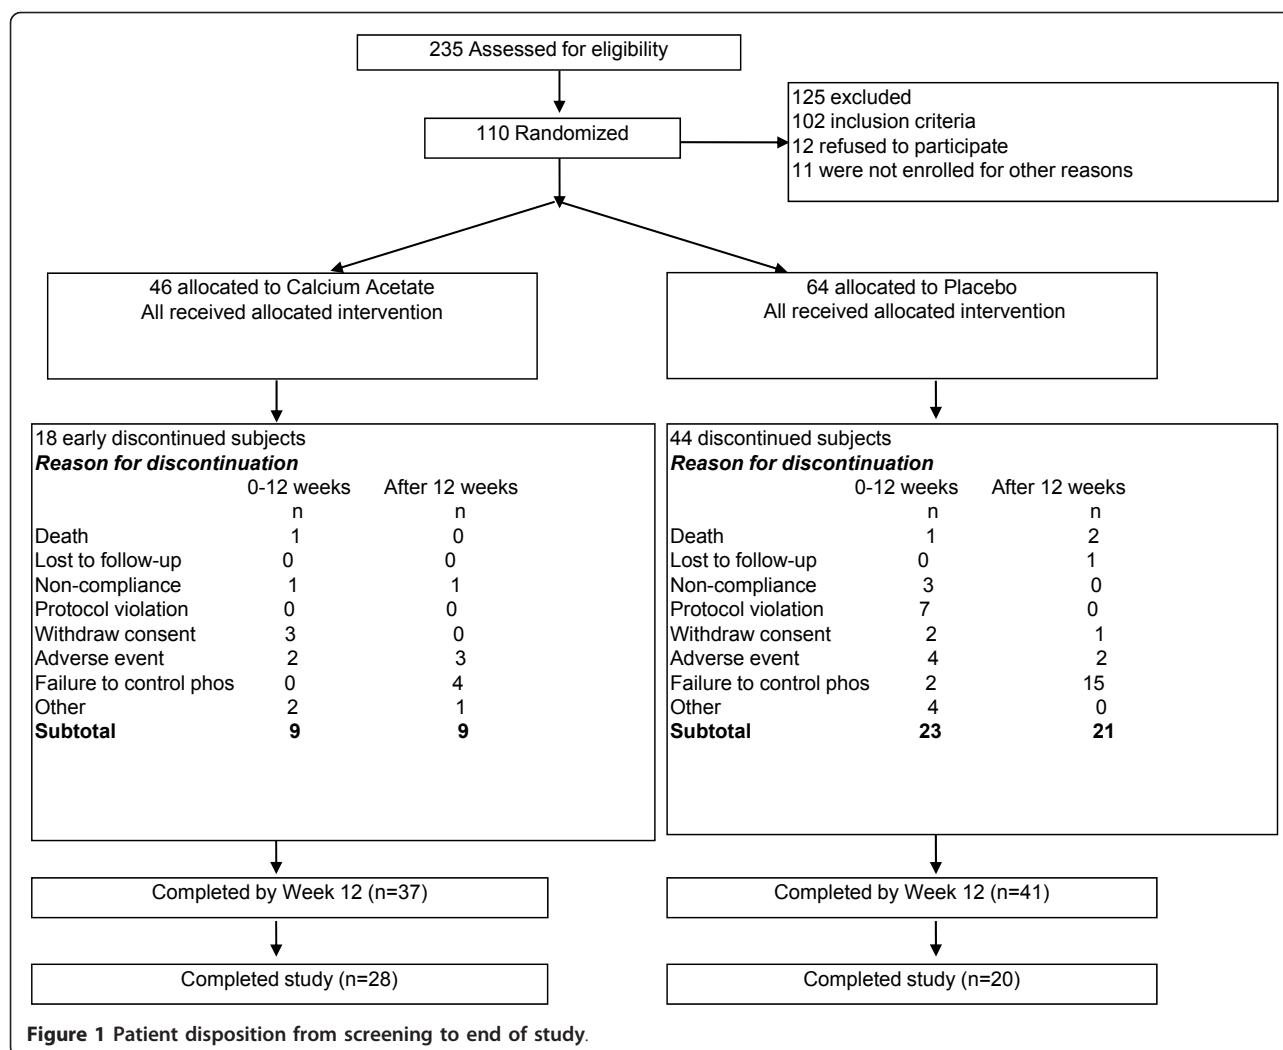 235 Assessed for eligibility
110 Randomized
125 excluded
102 inclusion criteria
12 refused to participate
11 were not enrolled for other reasons
46 allocated to Calcium Acetate
All received allocated intervention
64 allocated to Placebo
All received allocated intervention
18 early discontinued subjects
Reason for discontinuation
0-12 weeks After 12 weeks
n n
Death 1 0
Lost to follow-up 0 0
Non-compliance 1 1
Protocol violation 0 0
Withdraw consent 3 0
Adverse event 2 3
Failure to control phos 0 4
Other 2 1
Subtotal 9 9
44 discontinued subjects
Reason for discontinuation
0-12 weeks After 12 weeks
n n
Death 1 2
Lost to follow-up 0 1
Non-compliance 3 0
Protocol violation 7 0
Withdraw consent 2 1
Adverse event 4 2
Failure to control phos 2 15
Other 4 0
Subtotal 23 21
Completed by Week 12 (n=37)
Completed by Week 12 (n=41)
Completed study (n=28)
Completed study (n=20)
Figure 1 Patient disposition from screening to end of study.